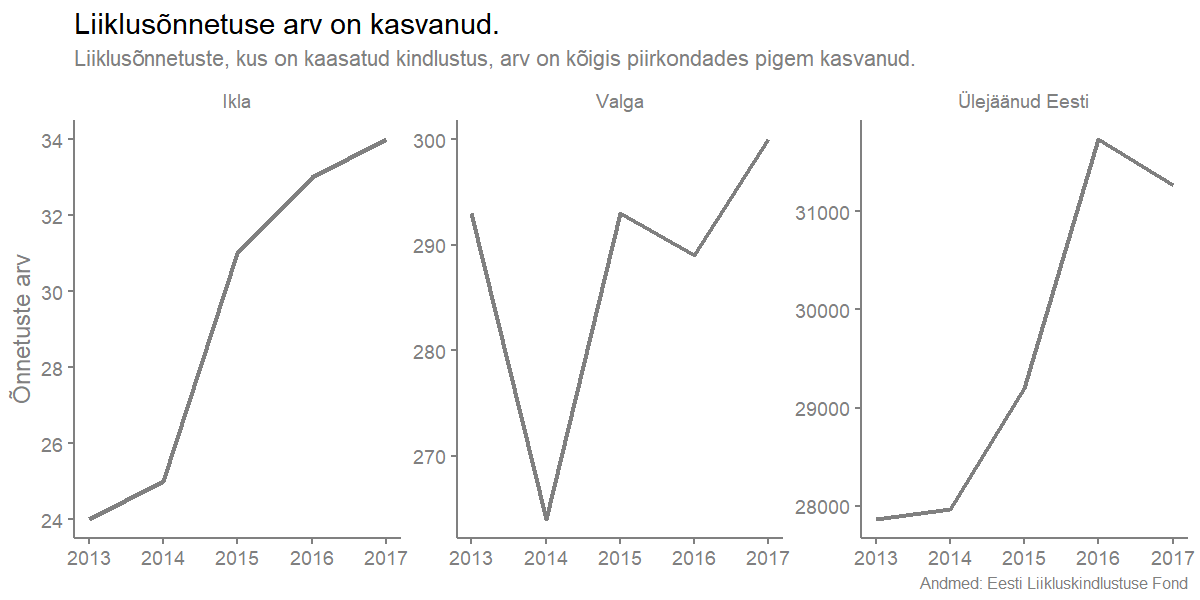 Liiklusõnnetuse arv on kasvanud.
Liiklusõnnetuste, kus on kaasatud kindlustus, arv on kõigis piirkondades pigem kasvanud.
Õnnetuste arv
Ikla
34
32
30
28
26
24
2013 2014 2015 2016 2017
Valga
300
290
280
270
2013 2014 2015 2016 2017
Ülejäänud Eesti
31000
30000
29000
28000
2013 2014 2015 2016 2017
Andmed: Eesti Liikluskindlustuse Fond